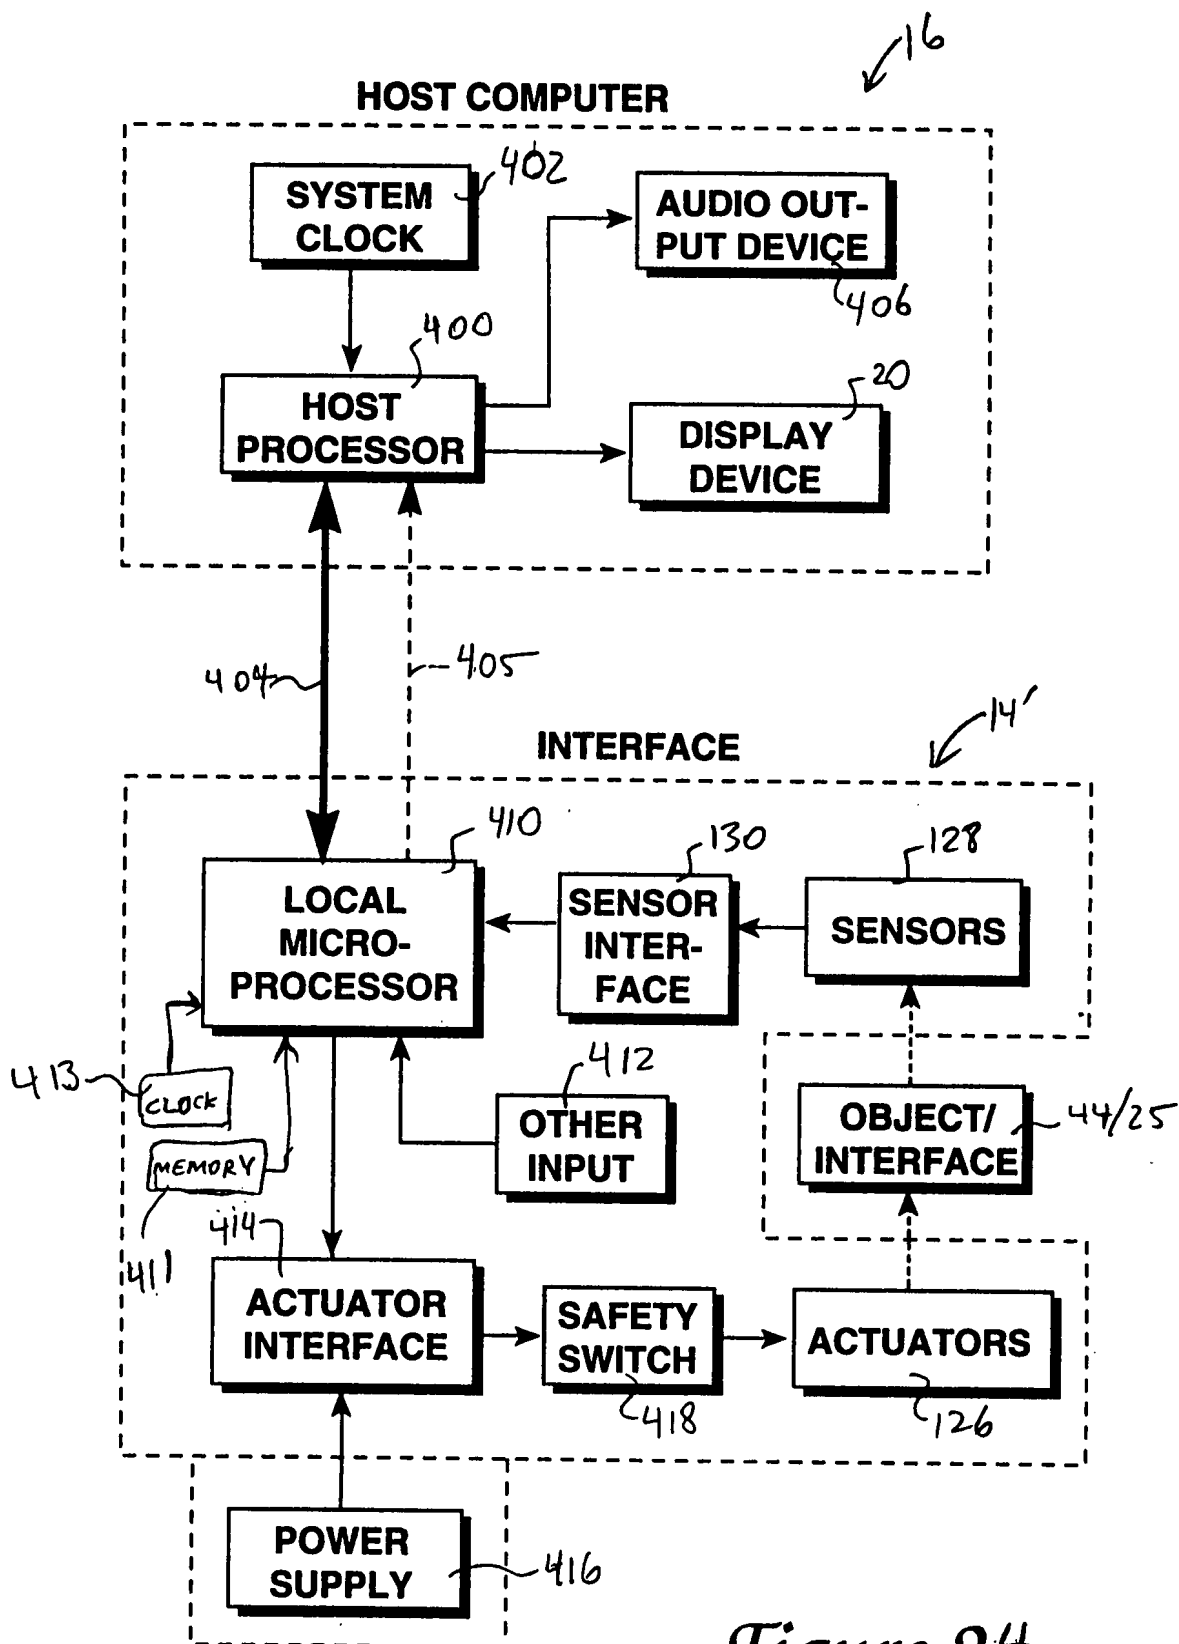 16
HOST COMPUTER
402
SYSTEM
CLOCK
AUDIO OUT-
PUT DEVICE
406
400
HOST
PROCESSOR
20
DISPLAY
DEVICE
404
405
14'
INTERFACE
410
LOCAL
MICRO-
PROCESSOR
130
SENSOR
INTER-
FACE
128
SENSORS
413
CLOCK
MEMORY
411
412
OTHER
INPUT
OBJECT/
INTERFACE
44/25
414
ACTUATOR
INTERFACE
SAFETY
SWITCH
418
ACTUATORS
126
POWER
SUPPLY
416
Figure